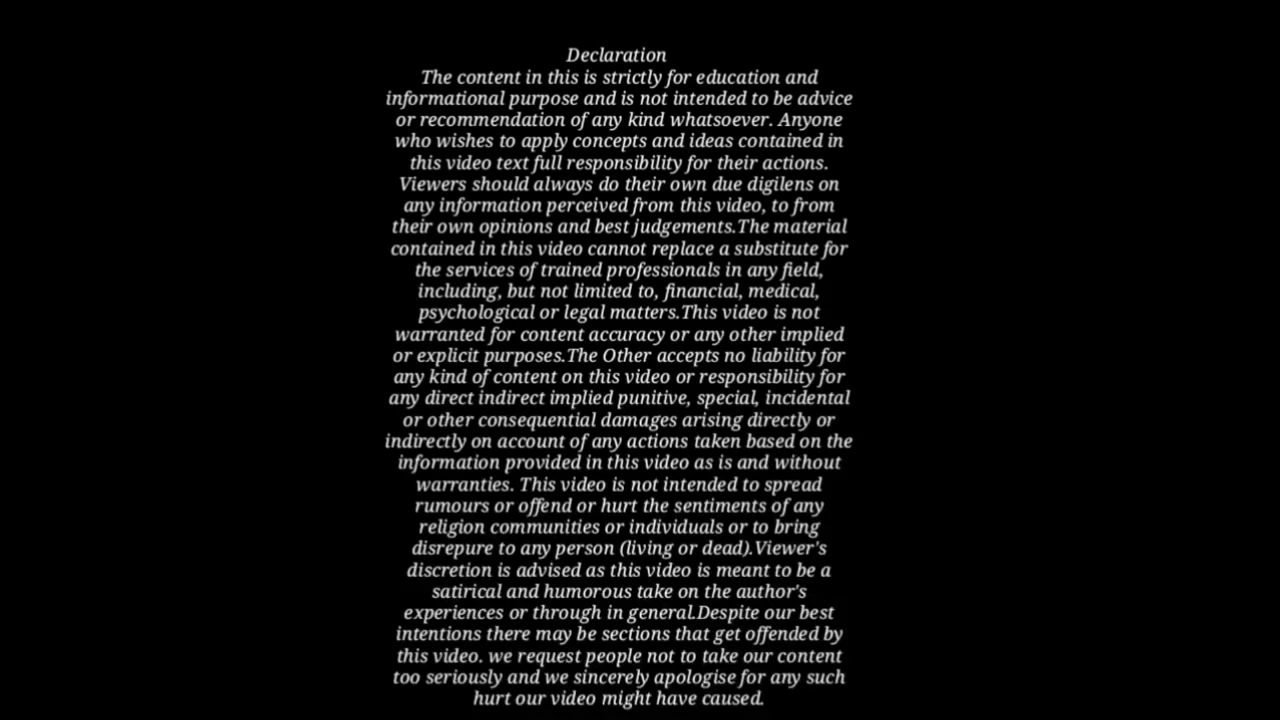 Declaration
The content in this is strictly for education and
informational purpose and is not intended to be advice
or recommendation of any kind whatsoever. Anyone
who wishes to apply concepts and ideas contained in
this video text full responsibility for their actions.
Viewers should always do their own due digilens on
any information perceived from this video, to from
their own opinions and best judgements.The material
contained in this video cannot replace a substitute for
the services of trained professionals in any field,
including, but not limited to, financial, medical,
psychological or legal matters.This video is not
warranted for content accuracy or any other implied
or explicit purposes.The Other accepts no liability for
any kind of content on this video or responsibility for
any direct indirect implied punitive, special, incidental
or other consequential damages arising directly or
indirectly on account of any actions taken based on the
information provided in this video as is and without
warranties. This video is not intended to spread
rumours or offend or hurt the sentiments of any
religion communities or individuals or to bring
disrepure to any person (living or dead).Viewer's
discretion is advised as this video is meant to be a
satirical and humorous take on the author's
experiences or through in general.Despite our best
intentions there may be sections that get offended by
this video. we request people not to take our content
too seriously and we sincerely apologise for any such
hurt our video might have caused.